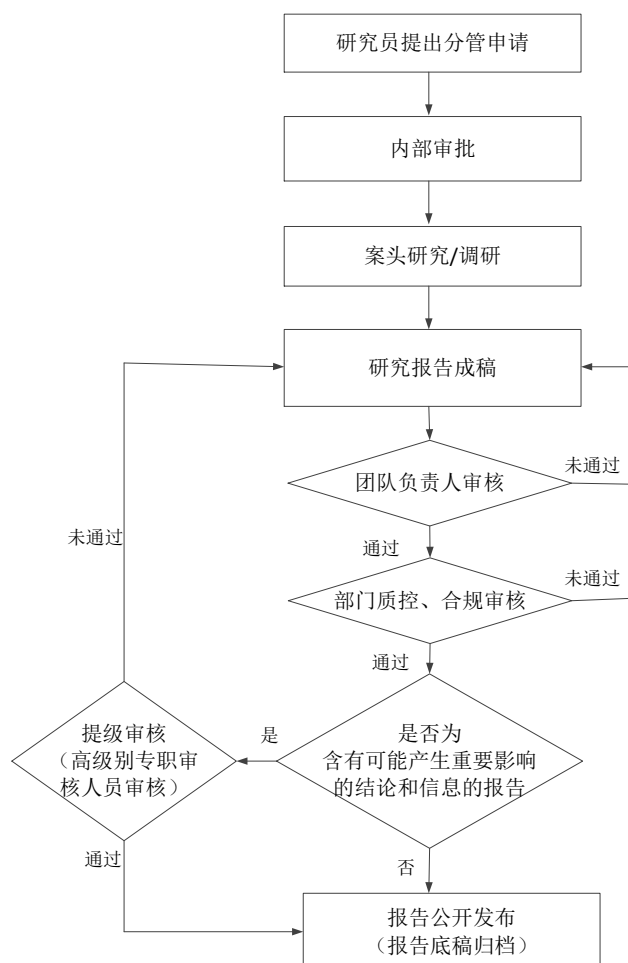 研究员提出分管申请
内部审批
案头研究/调研
研究报告成稿
团队负责人审核
未通过
未通过
通过
部门质控、合规审核
未通过
通过
提级审核
（高级别专职审
核人员审核）
是
是否为
含有可能产生重要影响
的结论和信息的报告
通过
否
报告公开发布
（报告底稿归档）